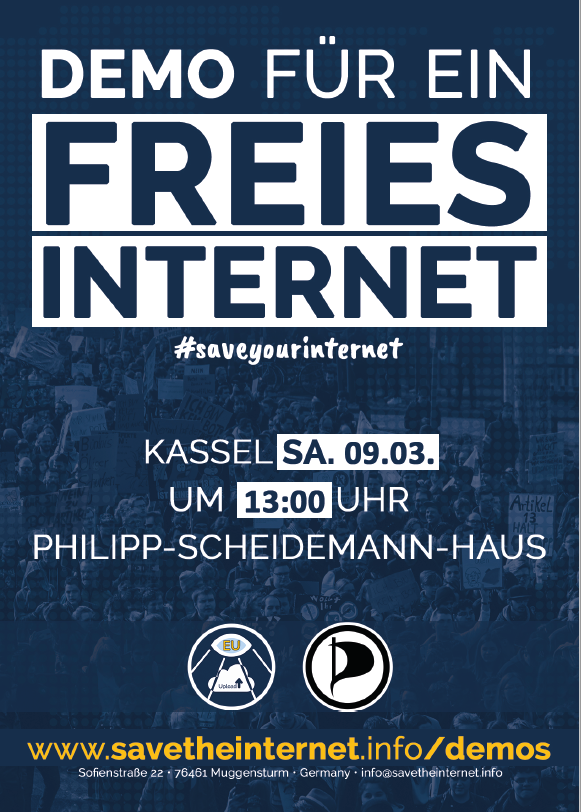 DEMO FÜR EIN
FREIES
INTERNET
#saveyourinternet
KASSEL SA. 09.03.
UM 13:00 UHR
PHILIPP-SCHEIDEMANN-HAUS
Artikel
EU
Upload
www.savetheinternet.info/demos
Sofienstraße 22 • 76461 Muggensturm • Germany • info@savetheinternet.info